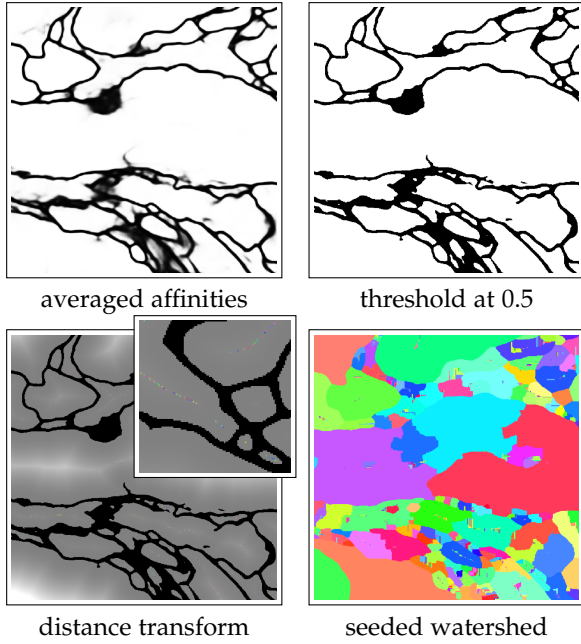 averaged affinities
threshold at 0.5
distance transform
seeded watershed